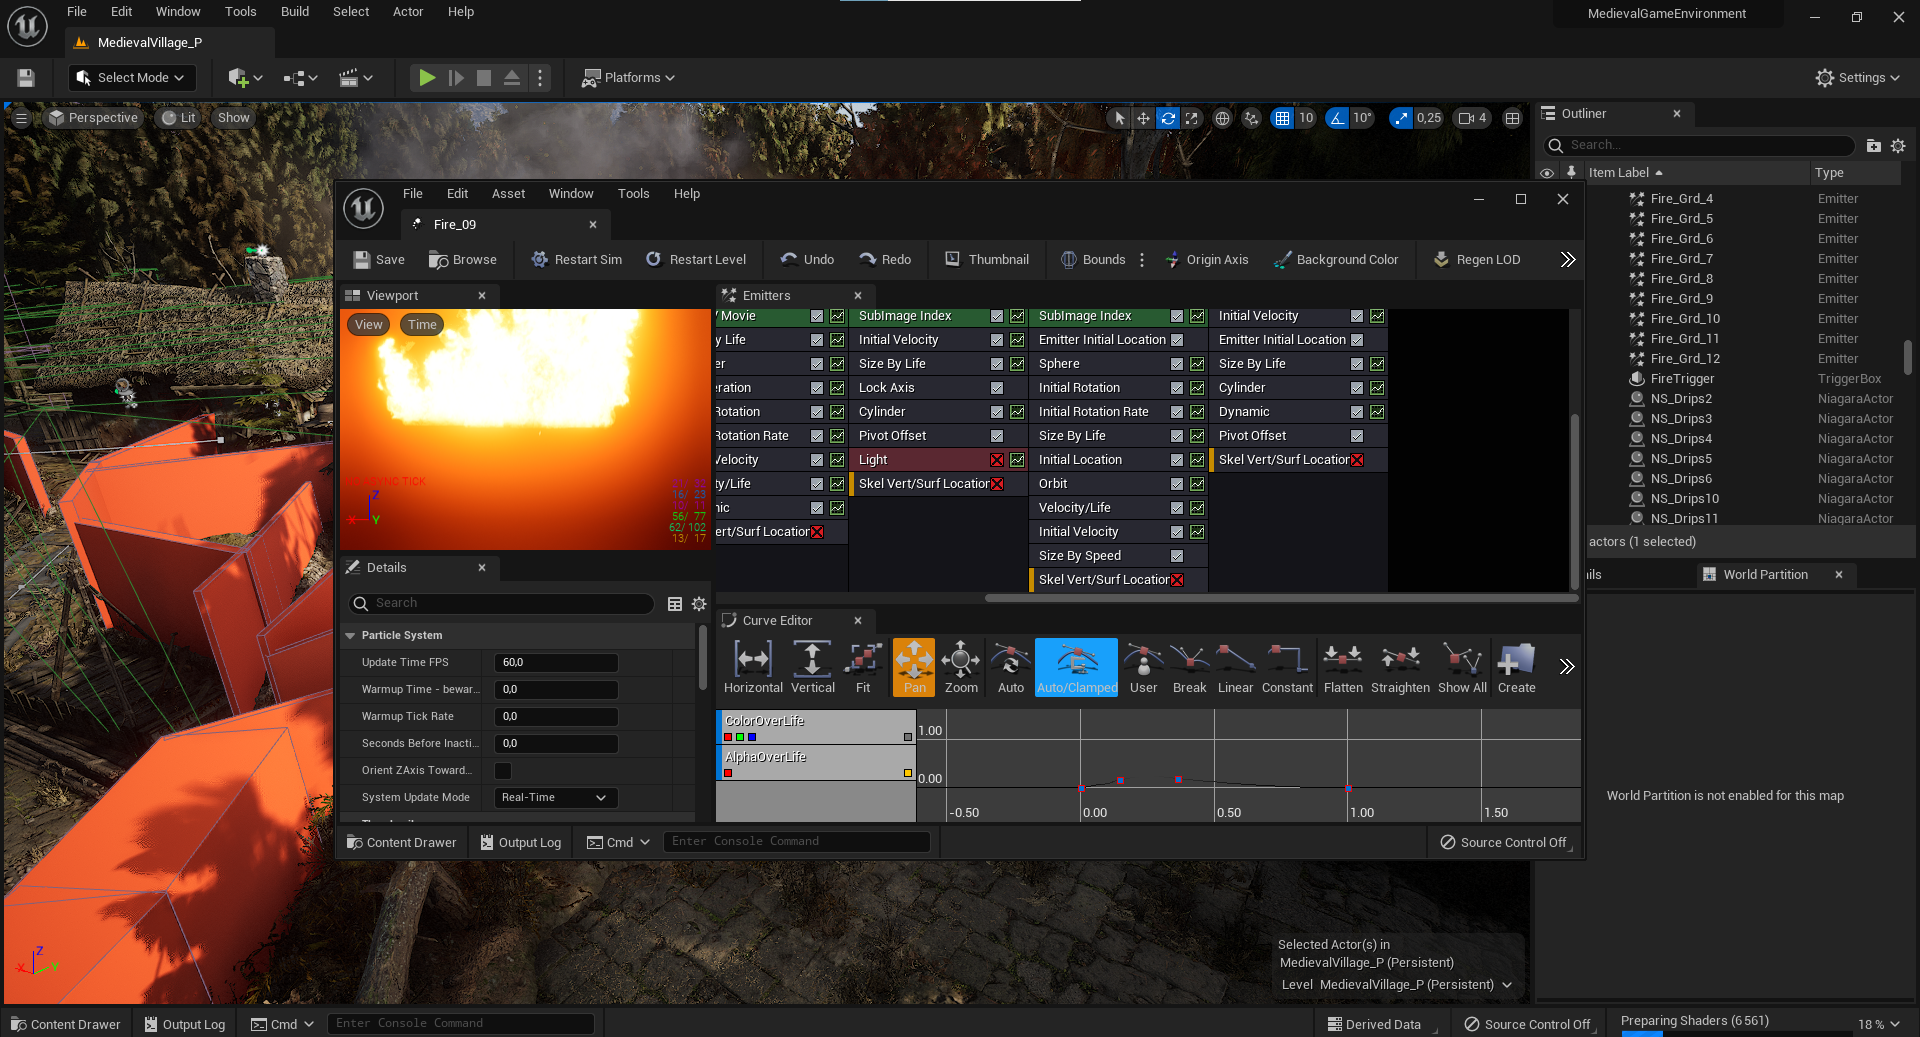 File Edit Window Tools Build Select Actor Help
MedievalGameEnvironment
MedievalVillage_P
Select Mode
Platforms
Settings
Perspective Lit Show
10 10° 0,25 4
Outliner
Search...
Item Label Type
Fire_Grd_4 Emitter
Fire_Grd_5 Emitter
Fire_Grd_6 Emitter
Fire_Grd_7 Emitter
Fire_Grd_8 Emitter
Fire_Grd_9 Emitter
Fire_Grd_10 Emitter
Fire_Grd_11 Emitter
Fire_Grd_12 Emitter
FireTrigger TriggerBox
NS_Drips2 NiagaraActor
NS_Drips3 NiagaraActor
NS_Drips4 NiagaraActor
NS_Drips5 NiagaraActor
NS_Drips6 NiagaraActor
NS_Drips10 NiagaraActor
NS_Drips11 NiagaraActor
actors (1 selected)
ils
World Partition
World Partition is not enabled for this map
File Edit Asset Window Tools Help
Fire_09
Save Browse Restart Sim Restart Level Undo Redo Thumbnail Bounds Origin Axis Background Color Regen LOD
Viewport
View Time
SYNC TICK
Z
X Y
16/ 23
56/ 77
62/ 102
13/ 17
Emitters
/ Movie SubImage Index SubImage Index Initial Velocity
y Life Initial Velocity Emitter Initial Location Emitter Initial Location
er Size By Life Sphere Size By Life
eration Lock Axis Initial Rotation Cylinder
Rotation Cylinder Initial Rotation Rate Dynamic
Rotation Rate Pivot Offset Size By Life Pivot Offset
Velocity Light Initial Location Skel Vert/Surf Location
ty/Life Skel Vert/Surf Location Orbit
nic Velocity/Life
ert/Surf Location Initial Velocity
Size By Speed
Skel Vert/Surf Location
Details
Search
Particle System
Update Time FPS 60,0
Warmup Time - bewar... 0,0
Warmup Tick Rate 0,0
Seconds Before Inacti... 0,0
Orient ZAxis Toward...
System Update Mode Real-Time
Curve Editor
Horizontal Vertical Fit Pan Zoom Auto Auto/Clamped User Break Linear Constant Flatten Straighten Show All Create
ColorOverLife
AlphaOverLife
1.00
0.00
-0.50 0.00 0.50 1.00 1.50
Content Drawer Output Log Cmd Enter Console Command Source Control Off
Z
X Y
Selected Actor(s) in
MedievalVillage_P (Persistent)
Level MedievalVillage_P (Persistent)
Content Drawer Output Log Cmd Enter Console Command Derived Data Source Control Off Preparing Shaders (6 561) 18 %